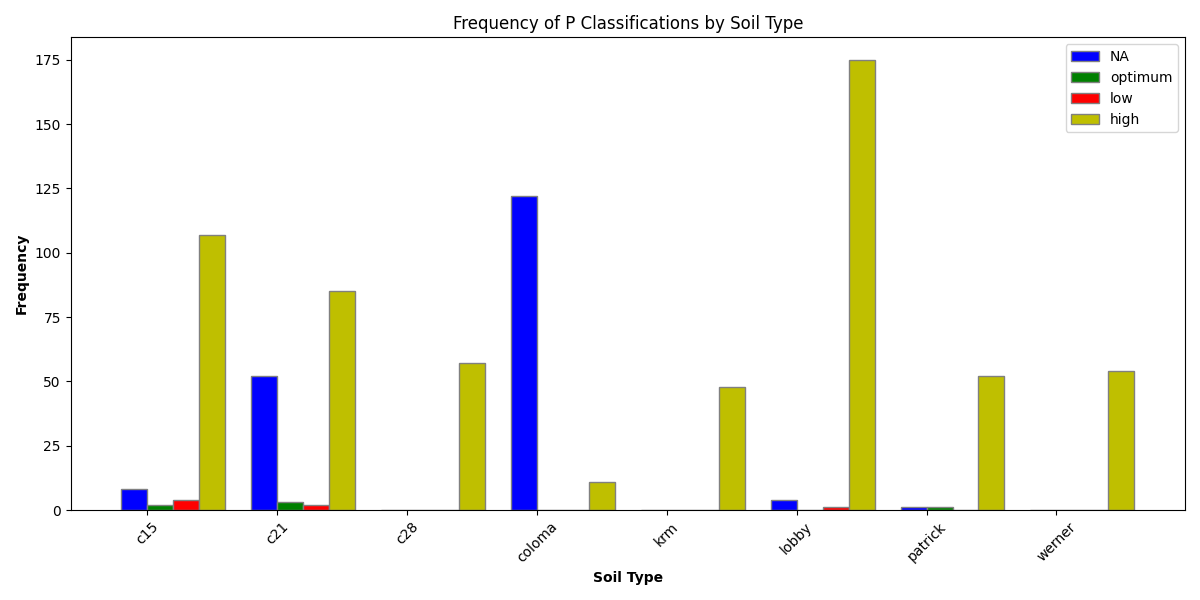 Frequency of P Classifications by Soil Type
NA
optimum
low
high
175
150
125
100
75
50
25
0
Frequency
c15
c21
c28
coloma
krm
lobby
patrick
werner
Soil Type